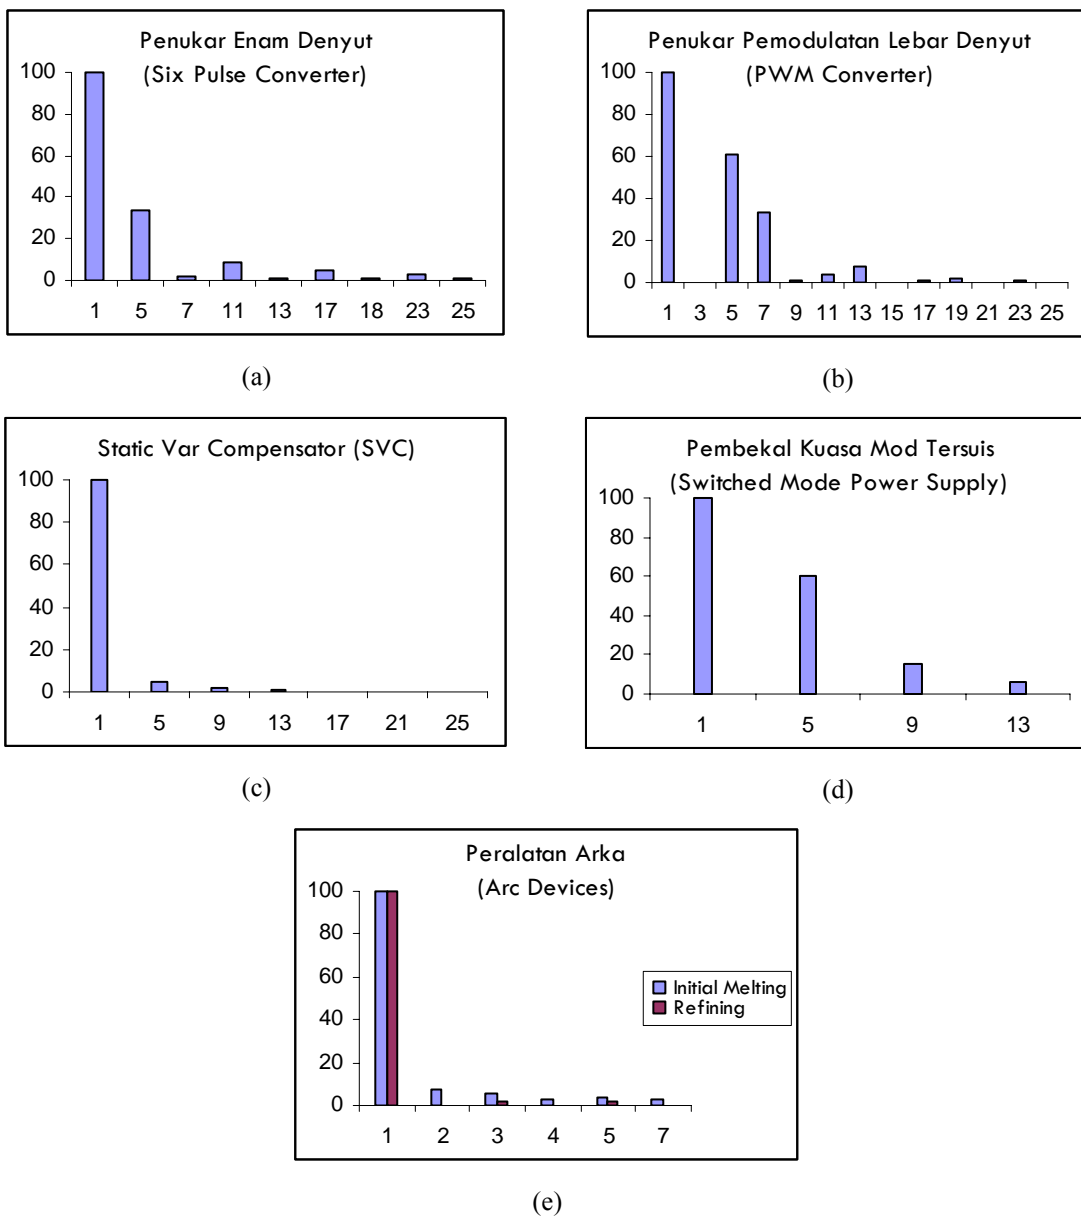 Penukar Enam Denyut
(Six Pulse Converter)
100
80
60
40
20
0
1 5 7 11 13 17 18 23 25
(a)
Penukar Pemodulatan Lebar Denyut
(PWM Converter)
100
80
60
40
20
0
1 3 5 7 9 11 13 15 17 19 21 23 25
(b)
Static Var Compensator (SVC)
100
80
60
40
20
0
1 5 9 13 17 21 25
(c)
Pembekal Kuasa Mod Tersuis
(Switched Mode Power Supply)
100
80
60
40
20
0
1 5 9 13
(d)
Peralatan Arka
(Arc Devices)
100
80
60
40
20
0
1 2 3 4 5 7
Initial Melting
Refining
(e)